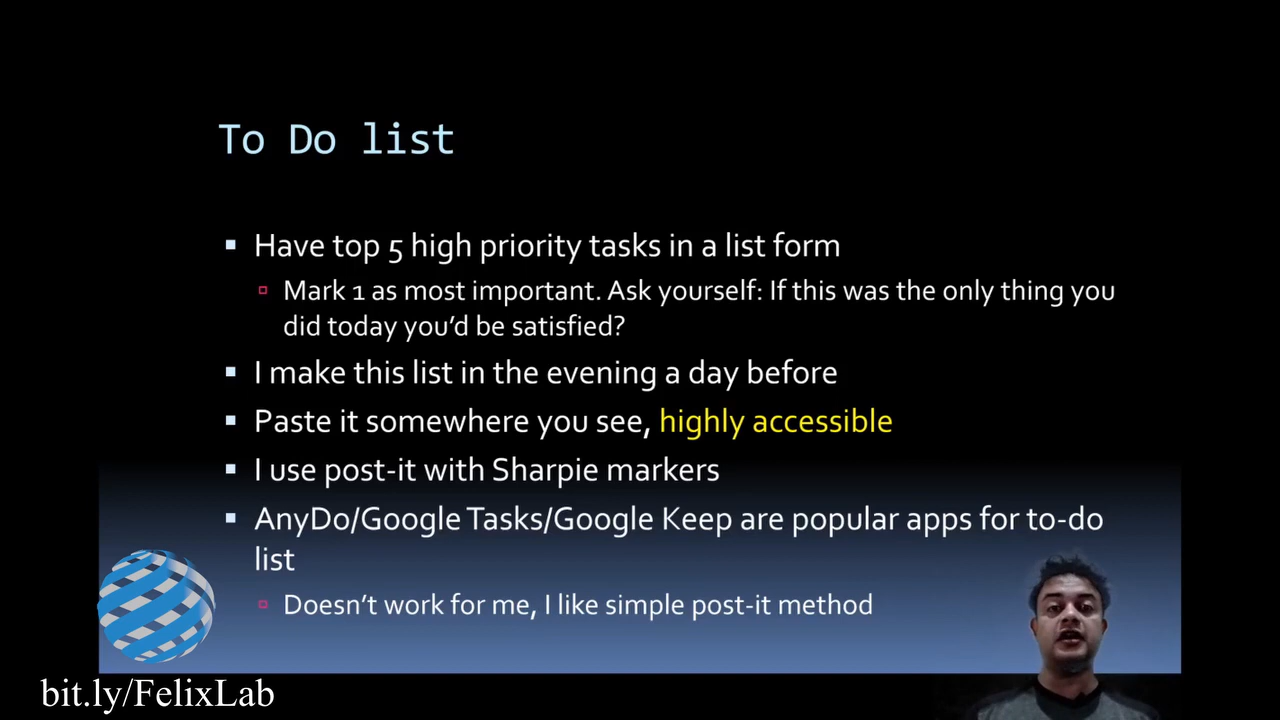 To Do list
Have top 5 high priority tasks in a list form
Mark 1 as most important. Ask yourself: If this was the only thing you
did today you’d be satisfied?
I make this list in the evening a day before
Paste it somewhere you see, highly accessible
I use post-it with Sharpie markers
AnyDo/Google Tasks/Google Keep are popular apps for to-do
list
Doesn’t work for me, I like simple post-it method
bit.ly/FelixLab